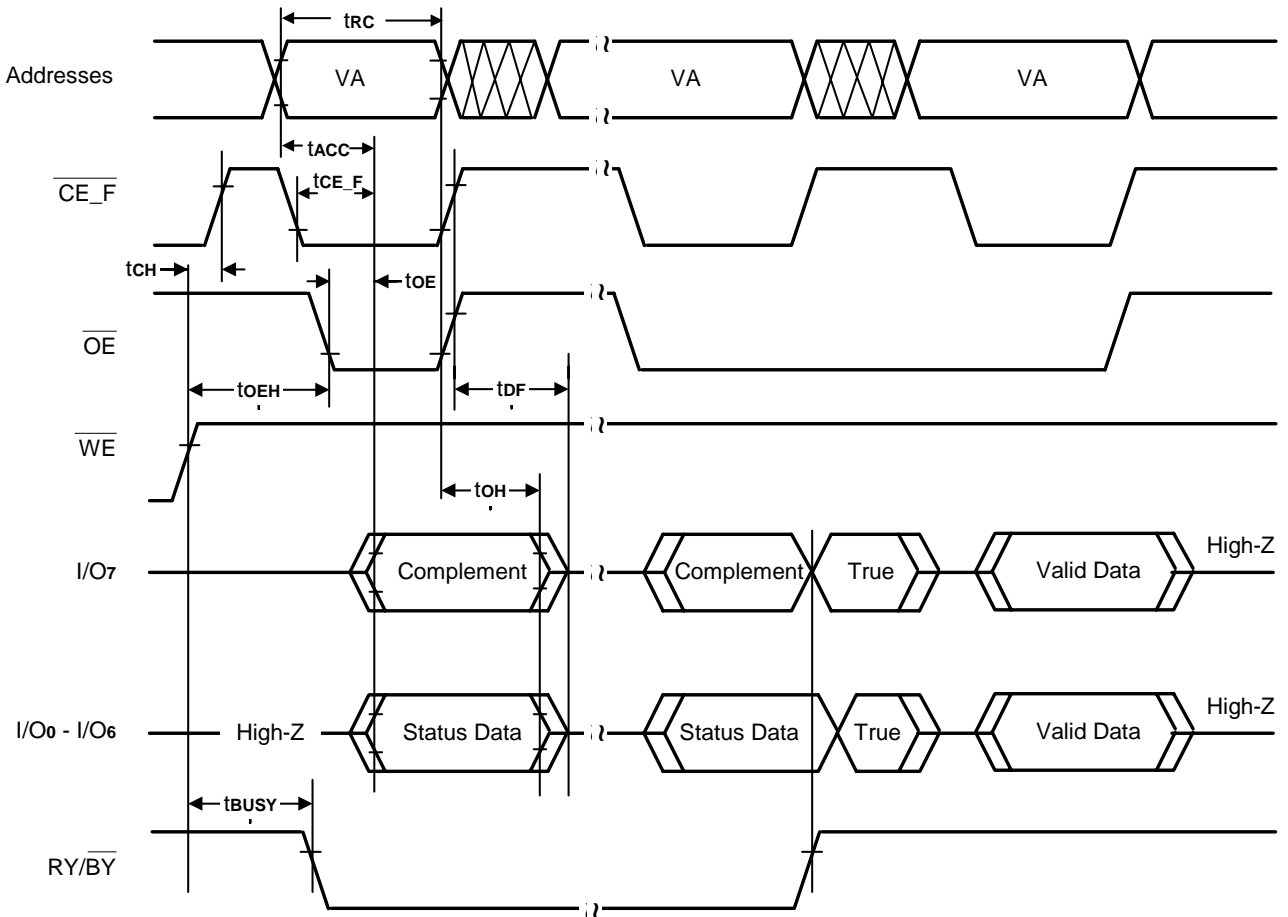 tRC
Addresses VA VA VA
tACC
CE_F tCE_F
tCH tOE
OE
tOEH tDF
WE
tOH
I/O7 Complement Complement True Valid Data High-Z
I/O0 - I/O6 High-Z Status Data Status Data True Valid Data High-Z
tBUSY
RY/BY